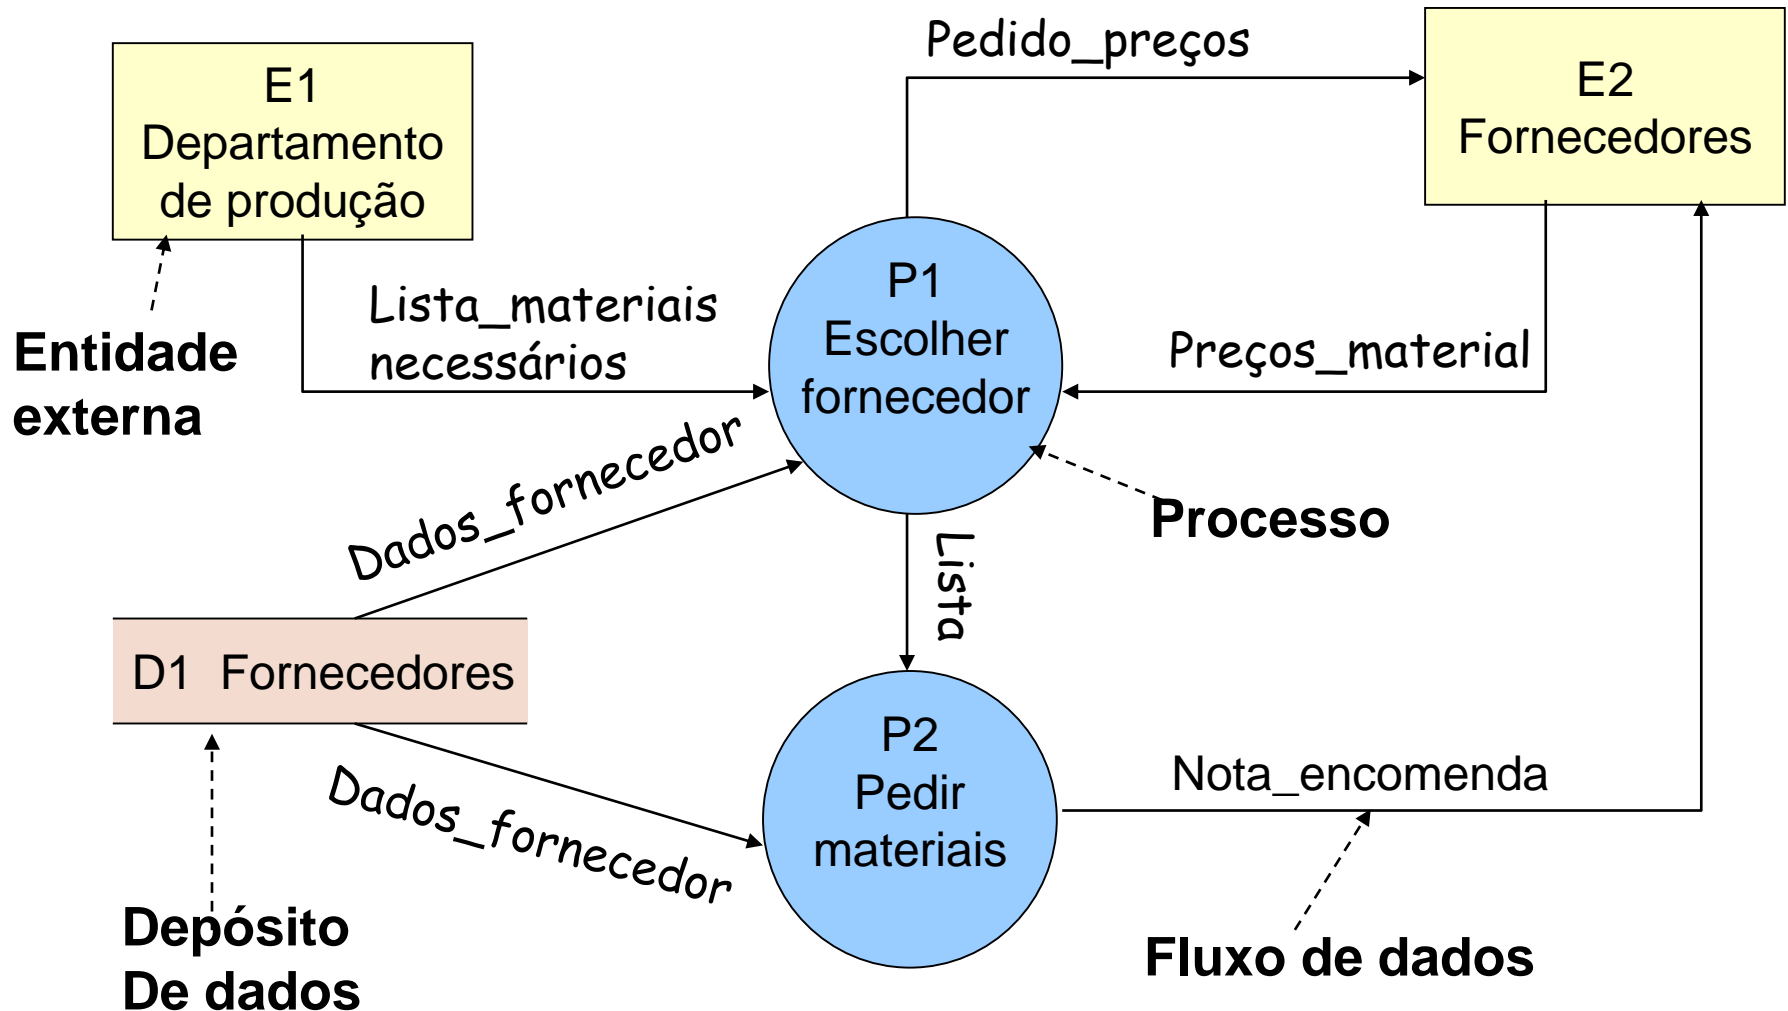 Pedido_preços
E1
Departamento
de produção
E2
Fornecedores
Lista_materiais
necessários
P1
Escolher
fornecedor
Preços_material
Entidade
externa
Dados_fornecedor
Processo
Lista
D1 Fornecedores
P2
Pedir
materiais
Nota_encomenda
Dados_fornecedor
Depósito
De dados
Fluxo de dados